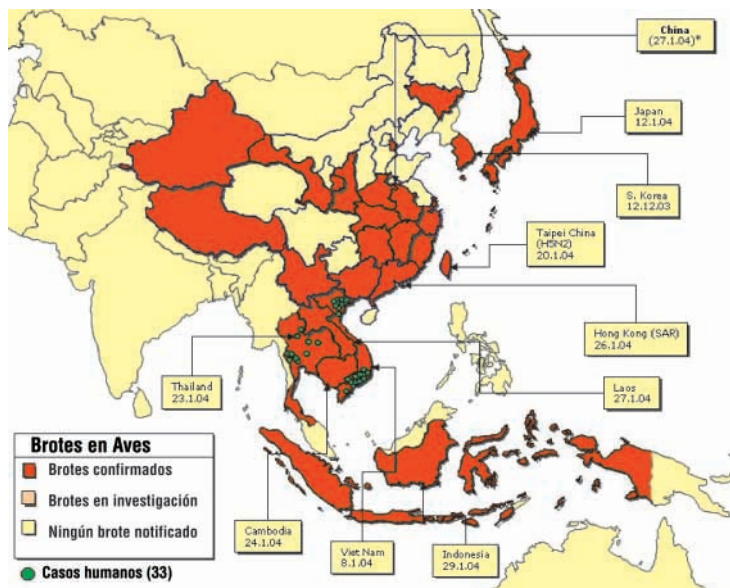 China
(27.1.04)*
Japan
12.1.04
S. Korea
12.12.03
Taipei China
(H5N2)
20.1.04
Hong Kong (SAR)
26.1.04
Thailand
23.1.04
Laos
27.1.04
Brotes en Aves
Brotes confirmados
Brotes en investigación
Ningún brote notificado
Casos humanos (33)
Cambodia
24.1.04
Viet Nam
8.1.04
Indonesia
29.1.04